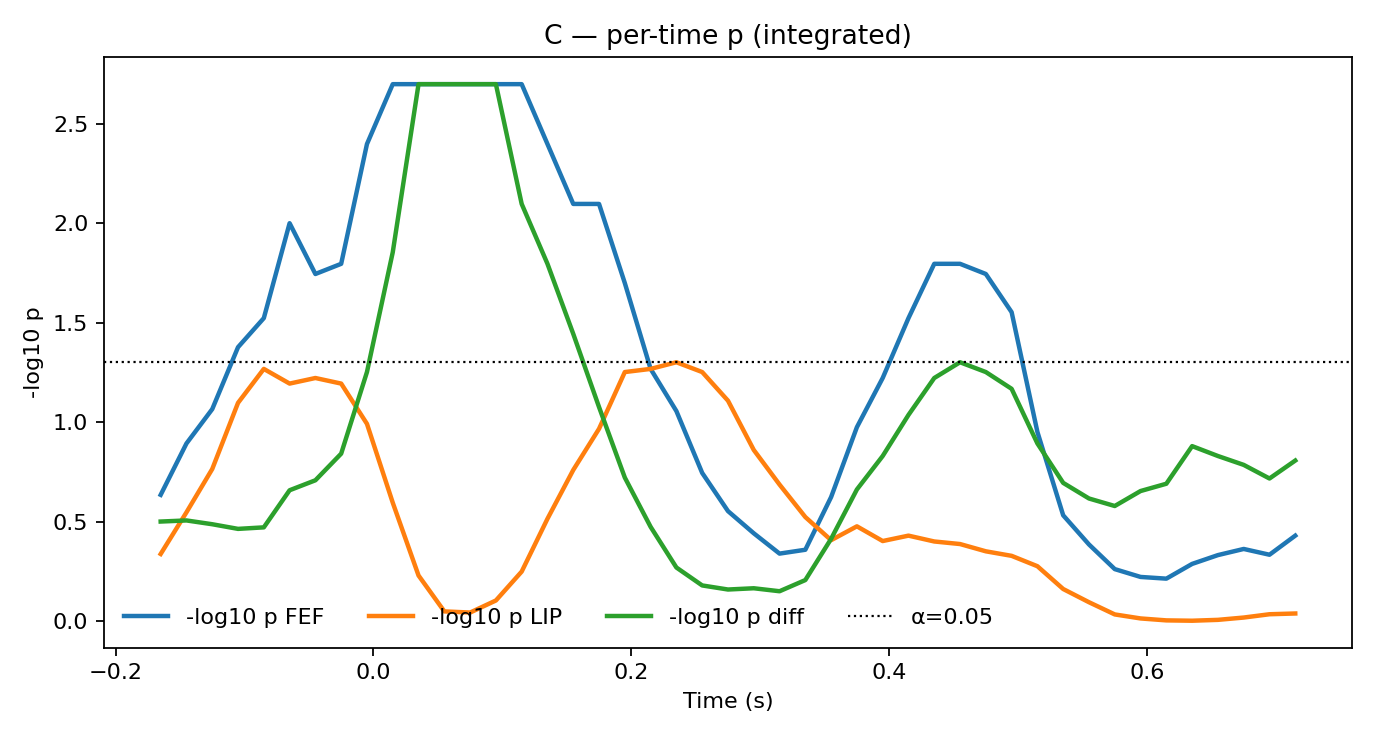 C — per-time p (integrated)
-log10 p
2.5
2.0
1.5
1.0
0.5
0.0
-log10 p FEF -log10 p LIP -log10 p diff α=0.05
−0.2 0.0 0.2 0.4 0.6
Time (s)